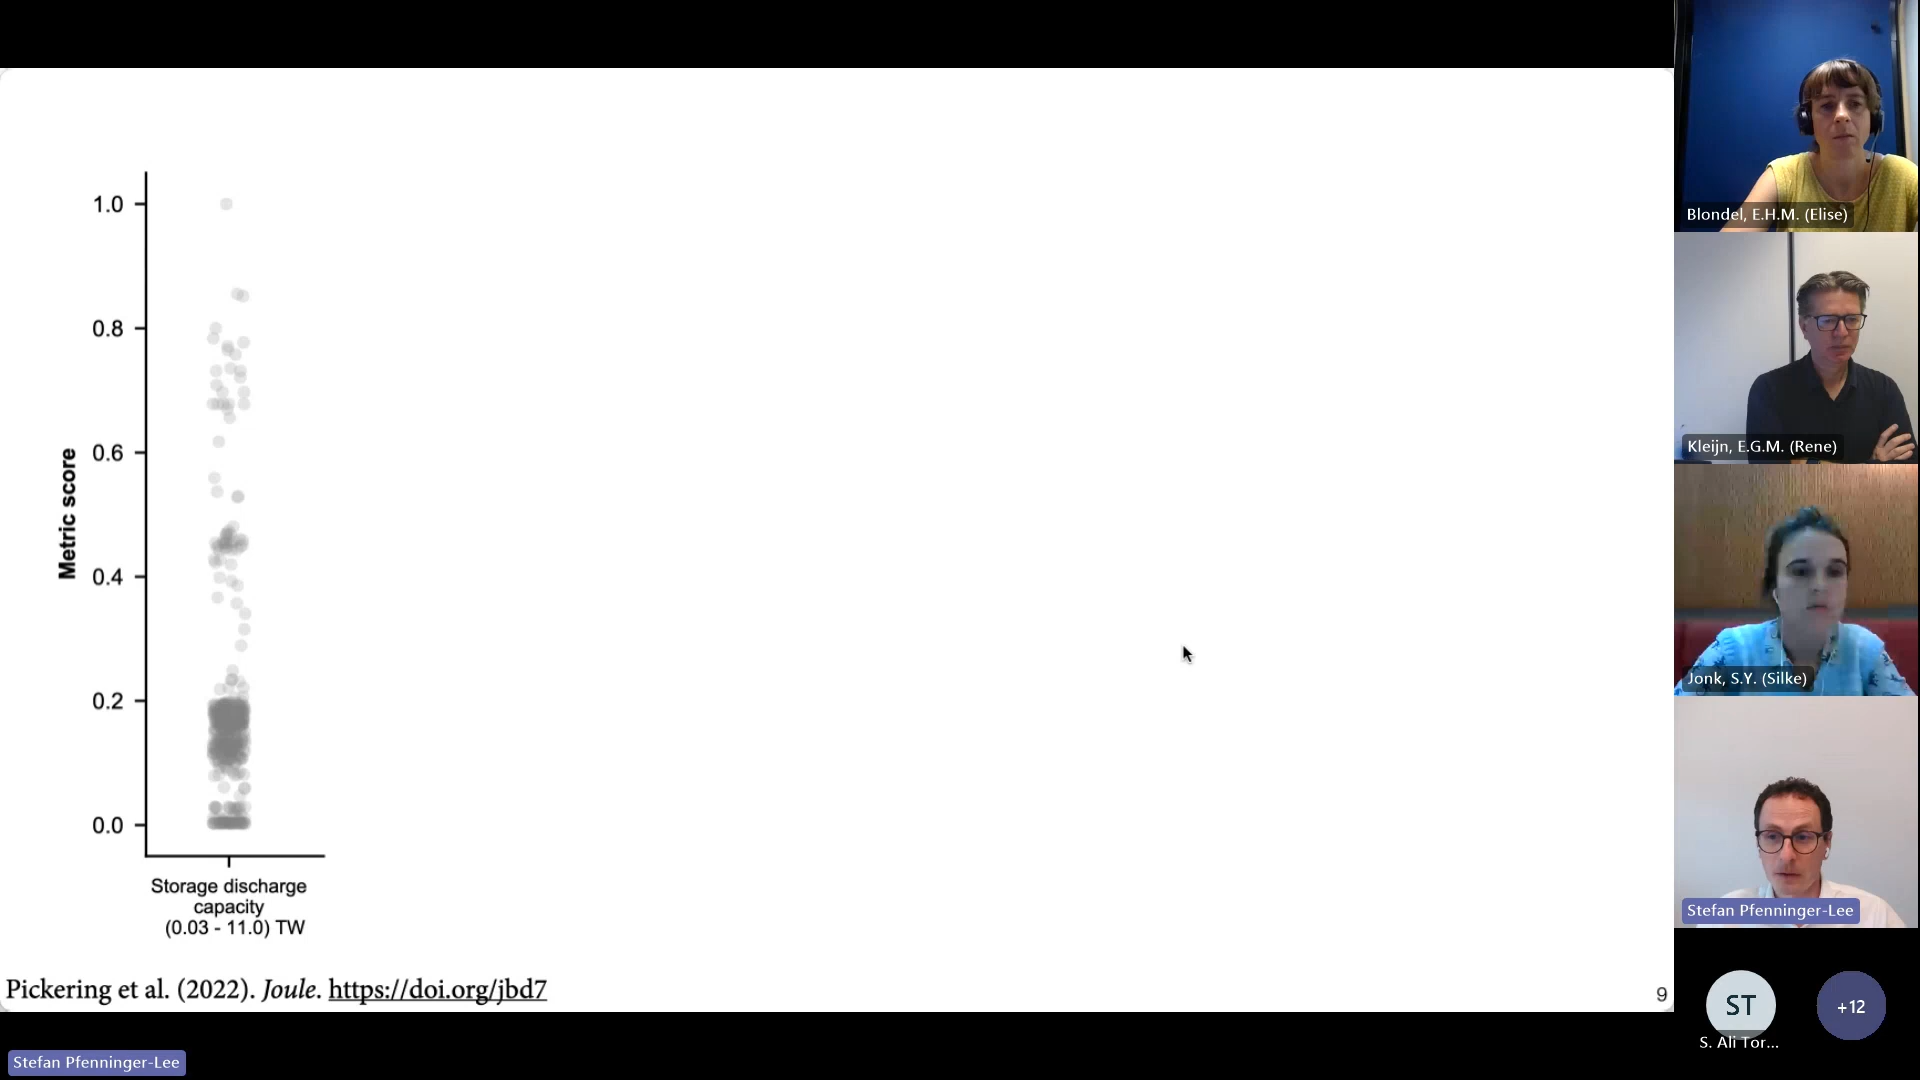 1.0
0.8
0.6
0.4
0.2
0.0
Metric score
Storage discharge
capacity
(0.03 - 11.0) TW
Pickering et al. (2022). Joule. https://doi.org/jbd7
9
Blondel, E.H.M. (Elise)
Kleijn, E.G.M. (Rene)
Jonk, S.Y. (Silke)
Stefan Pfenninger-Lee
ST
+12
S. Ali Tor...
Stefan Pfenninger-Lee